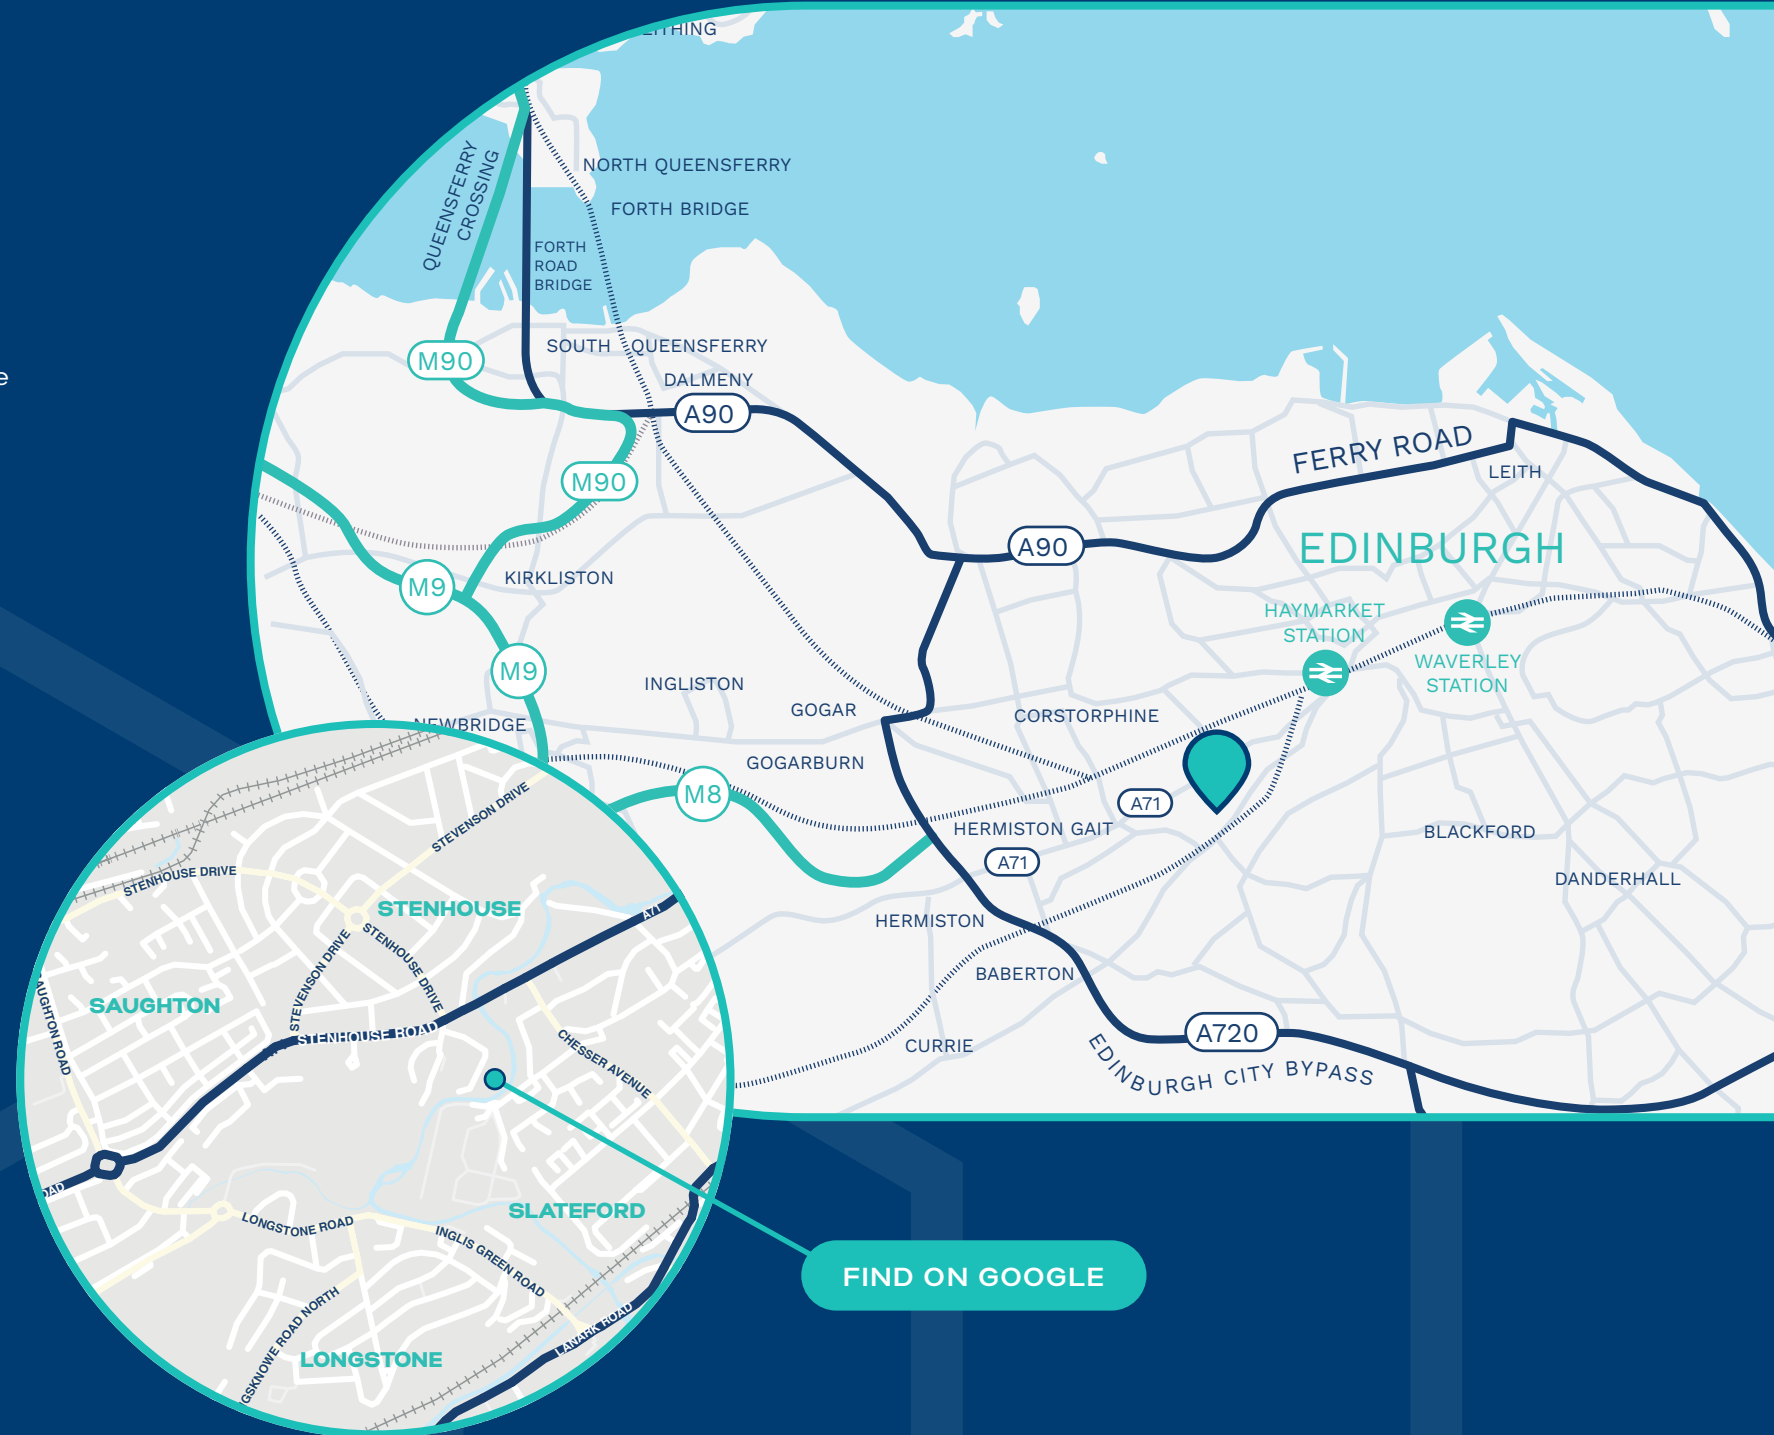 NORTH QUEENSFERRY
QUEENSFERRY
CROSSING
FORTH BRIDGE
FORTH
ROAD
BRIDGE
SOUTH QUEENSFERRY
M90
DALMENY
A90
M90
FERRY ROAD
LEITH
A90
EDINBURGH
M9
KIRKLISTON
HAYMARKET
STATION
WAVERLEY
STATION
M9
INGLISTON
GOGAR
CORSTORPHINE
NEWBRIDGE
GOGARBURN
M8
A71
HERMISTON GAIT
BLACKFORD
A71
DANDERHALL
HERMISTON
BABERTON
A720
CURRIE
EDINBURGH CITY BYPASS
STEVENSON DRIVE
STENHOUSE DRIVE
STENHOUSE
A71
STEVENSON DRIVE
STENHOUSE DRIVE
SAUGHTON
STENHOUSE ROAD
CHESSER AVENUE
SLATEFORD
LONGSTONE ROAD
INGLIS GREEN ROAD
LANARK ROAD
LONGSTONE
FIND ON GOOGLE